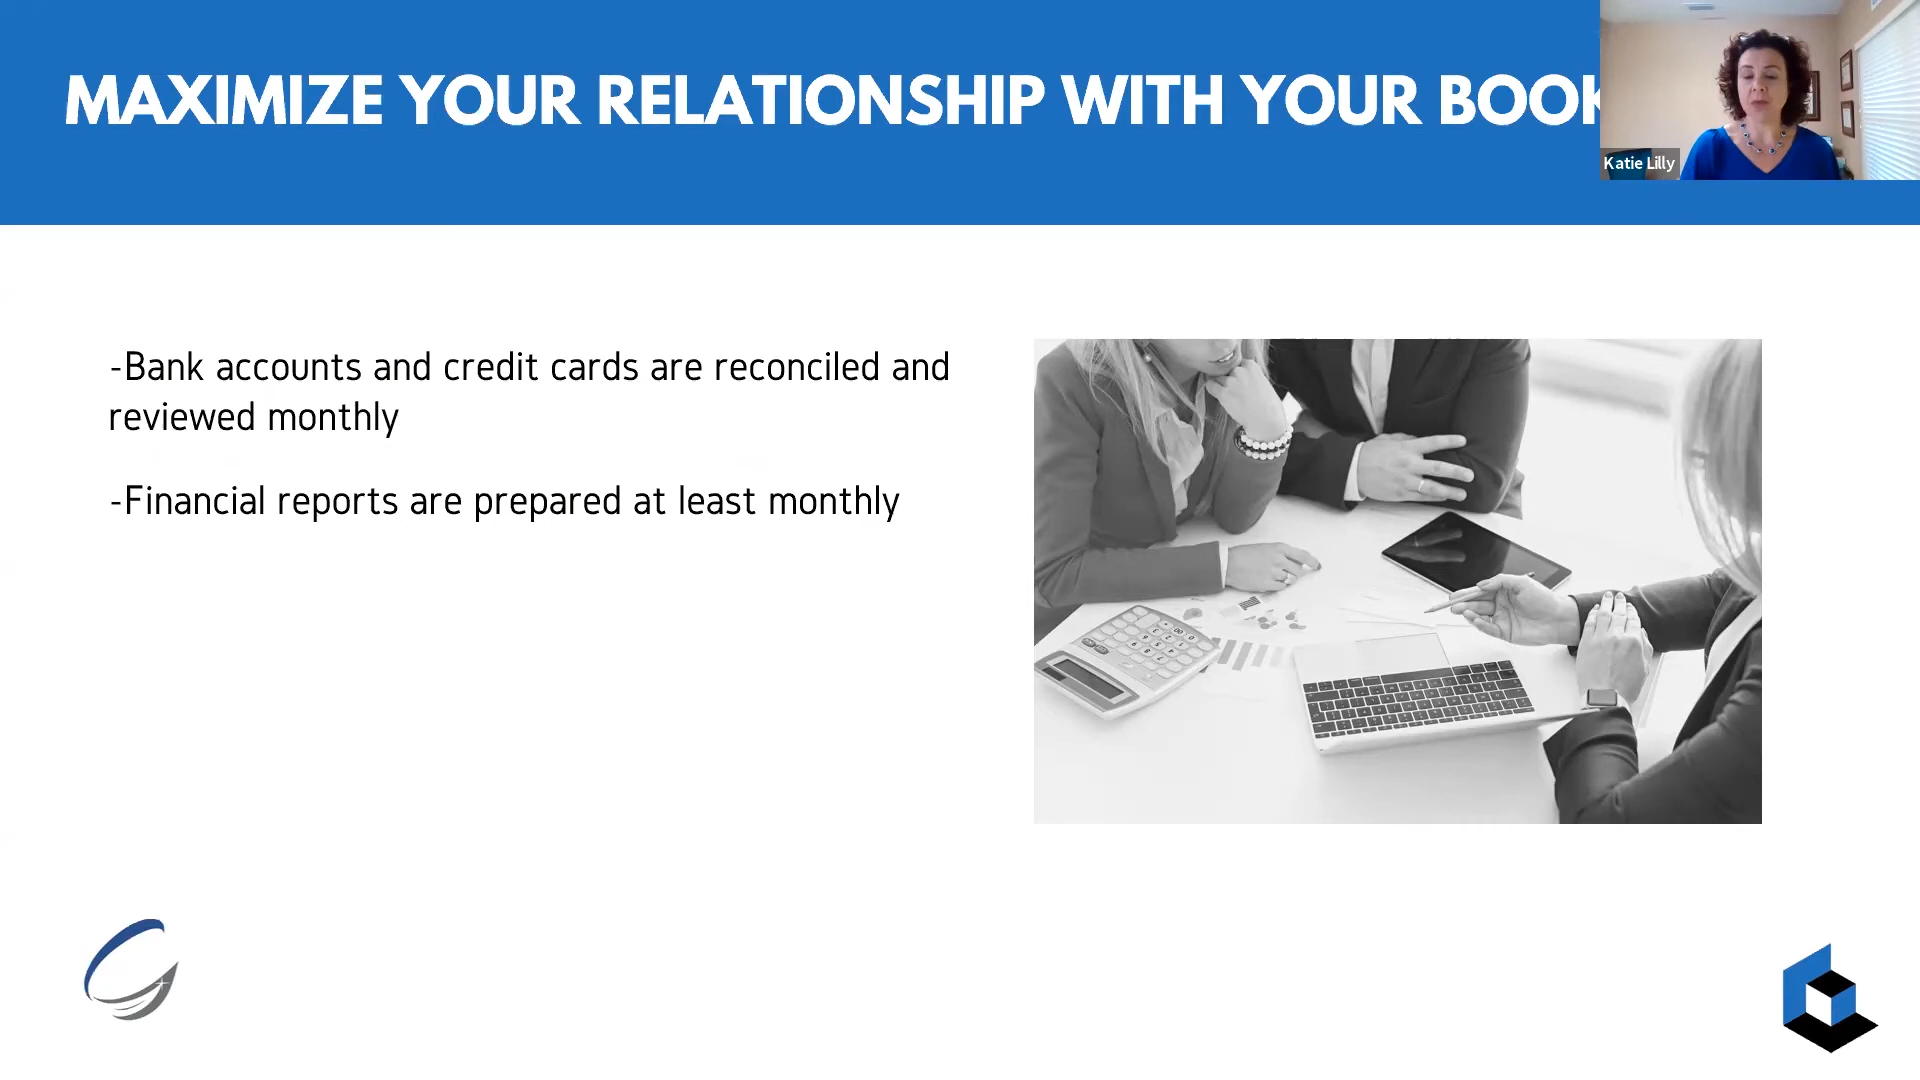 MAXIMIZE YOUR RELATIONSHIP WITH YOUR BOOK
Katie Lilly
-Bank accounts and credit cards are reconciled and
reviewed monthly
-Financial reports are prepared at least monthly